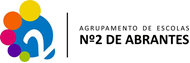 AGRUPAMENTO DE ESCOLAS
Nº2 DE ABRANTES